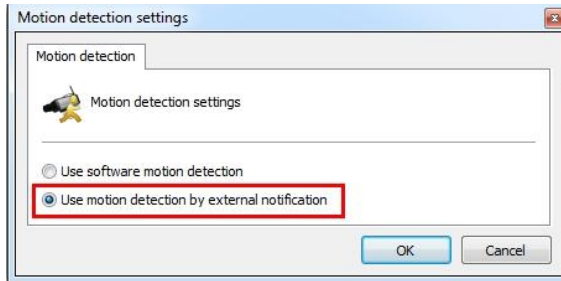 Motion detection settings
Motion detection
Motion detection settings
Use software motion detection
Use motion detection by external notification
OK
Cancel